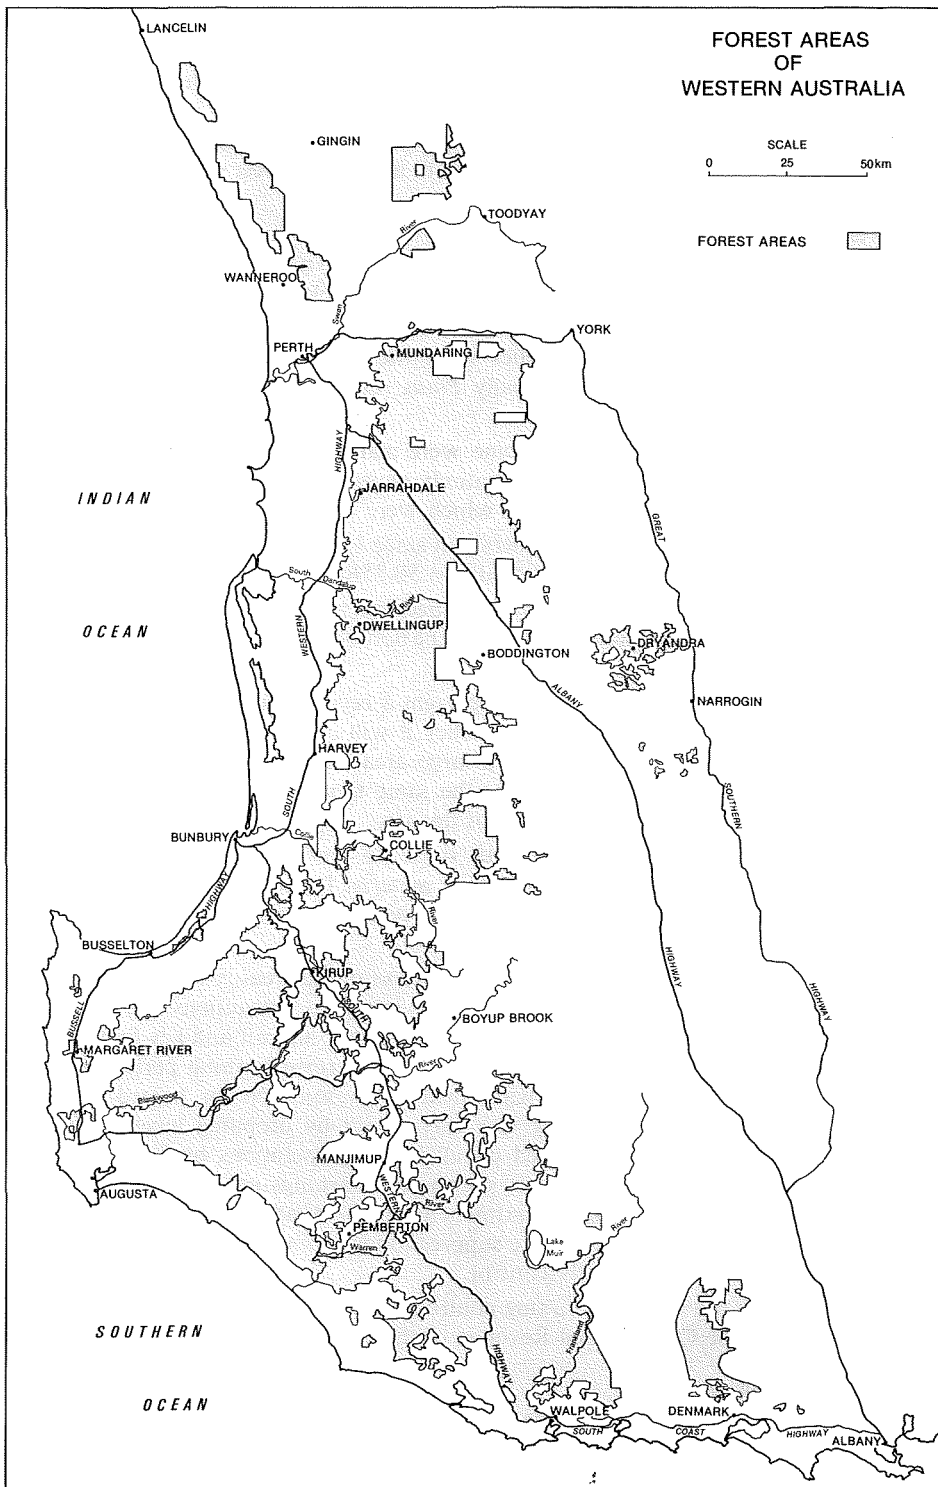 LANCELIN
FOREST AREAS
OF
WESTERN AUSTRALIA
GINGIN
SCALE
0 25 50km
TOODYAY
River
FOREST AREAS
WANNEROO
Swan
YORK
PERTH
MUNDARING
HIGHWAY
INDIAN
JARRAHDALE
GREAT
South Dandalup River
OCEAN
DWELLINGUP
WESTERN
DRYANDRA
BODDINGTON
ALBANY
NARROGIN
HARVEY
SOUTH
SOUTHERN
BUNBURY
Collie
COLLIE
HIGHWAY
River
BUSSELTON
HIGHWAY
KIRUP
HIGHWAY
BUSSELL
SOUTH
BOYUP BROOK
MARGARET RIVER
River
Blackwood
MANJIMUP
WESTERN
AUGUSTA
River
PEMBERTON
River
Lake
Muir
Warren
SOUTHERN
Frankland
HIGHWAY
OCEAN
WALPOLE
DENMARK
SOUTH COAST HIGHWAY
ALBANY